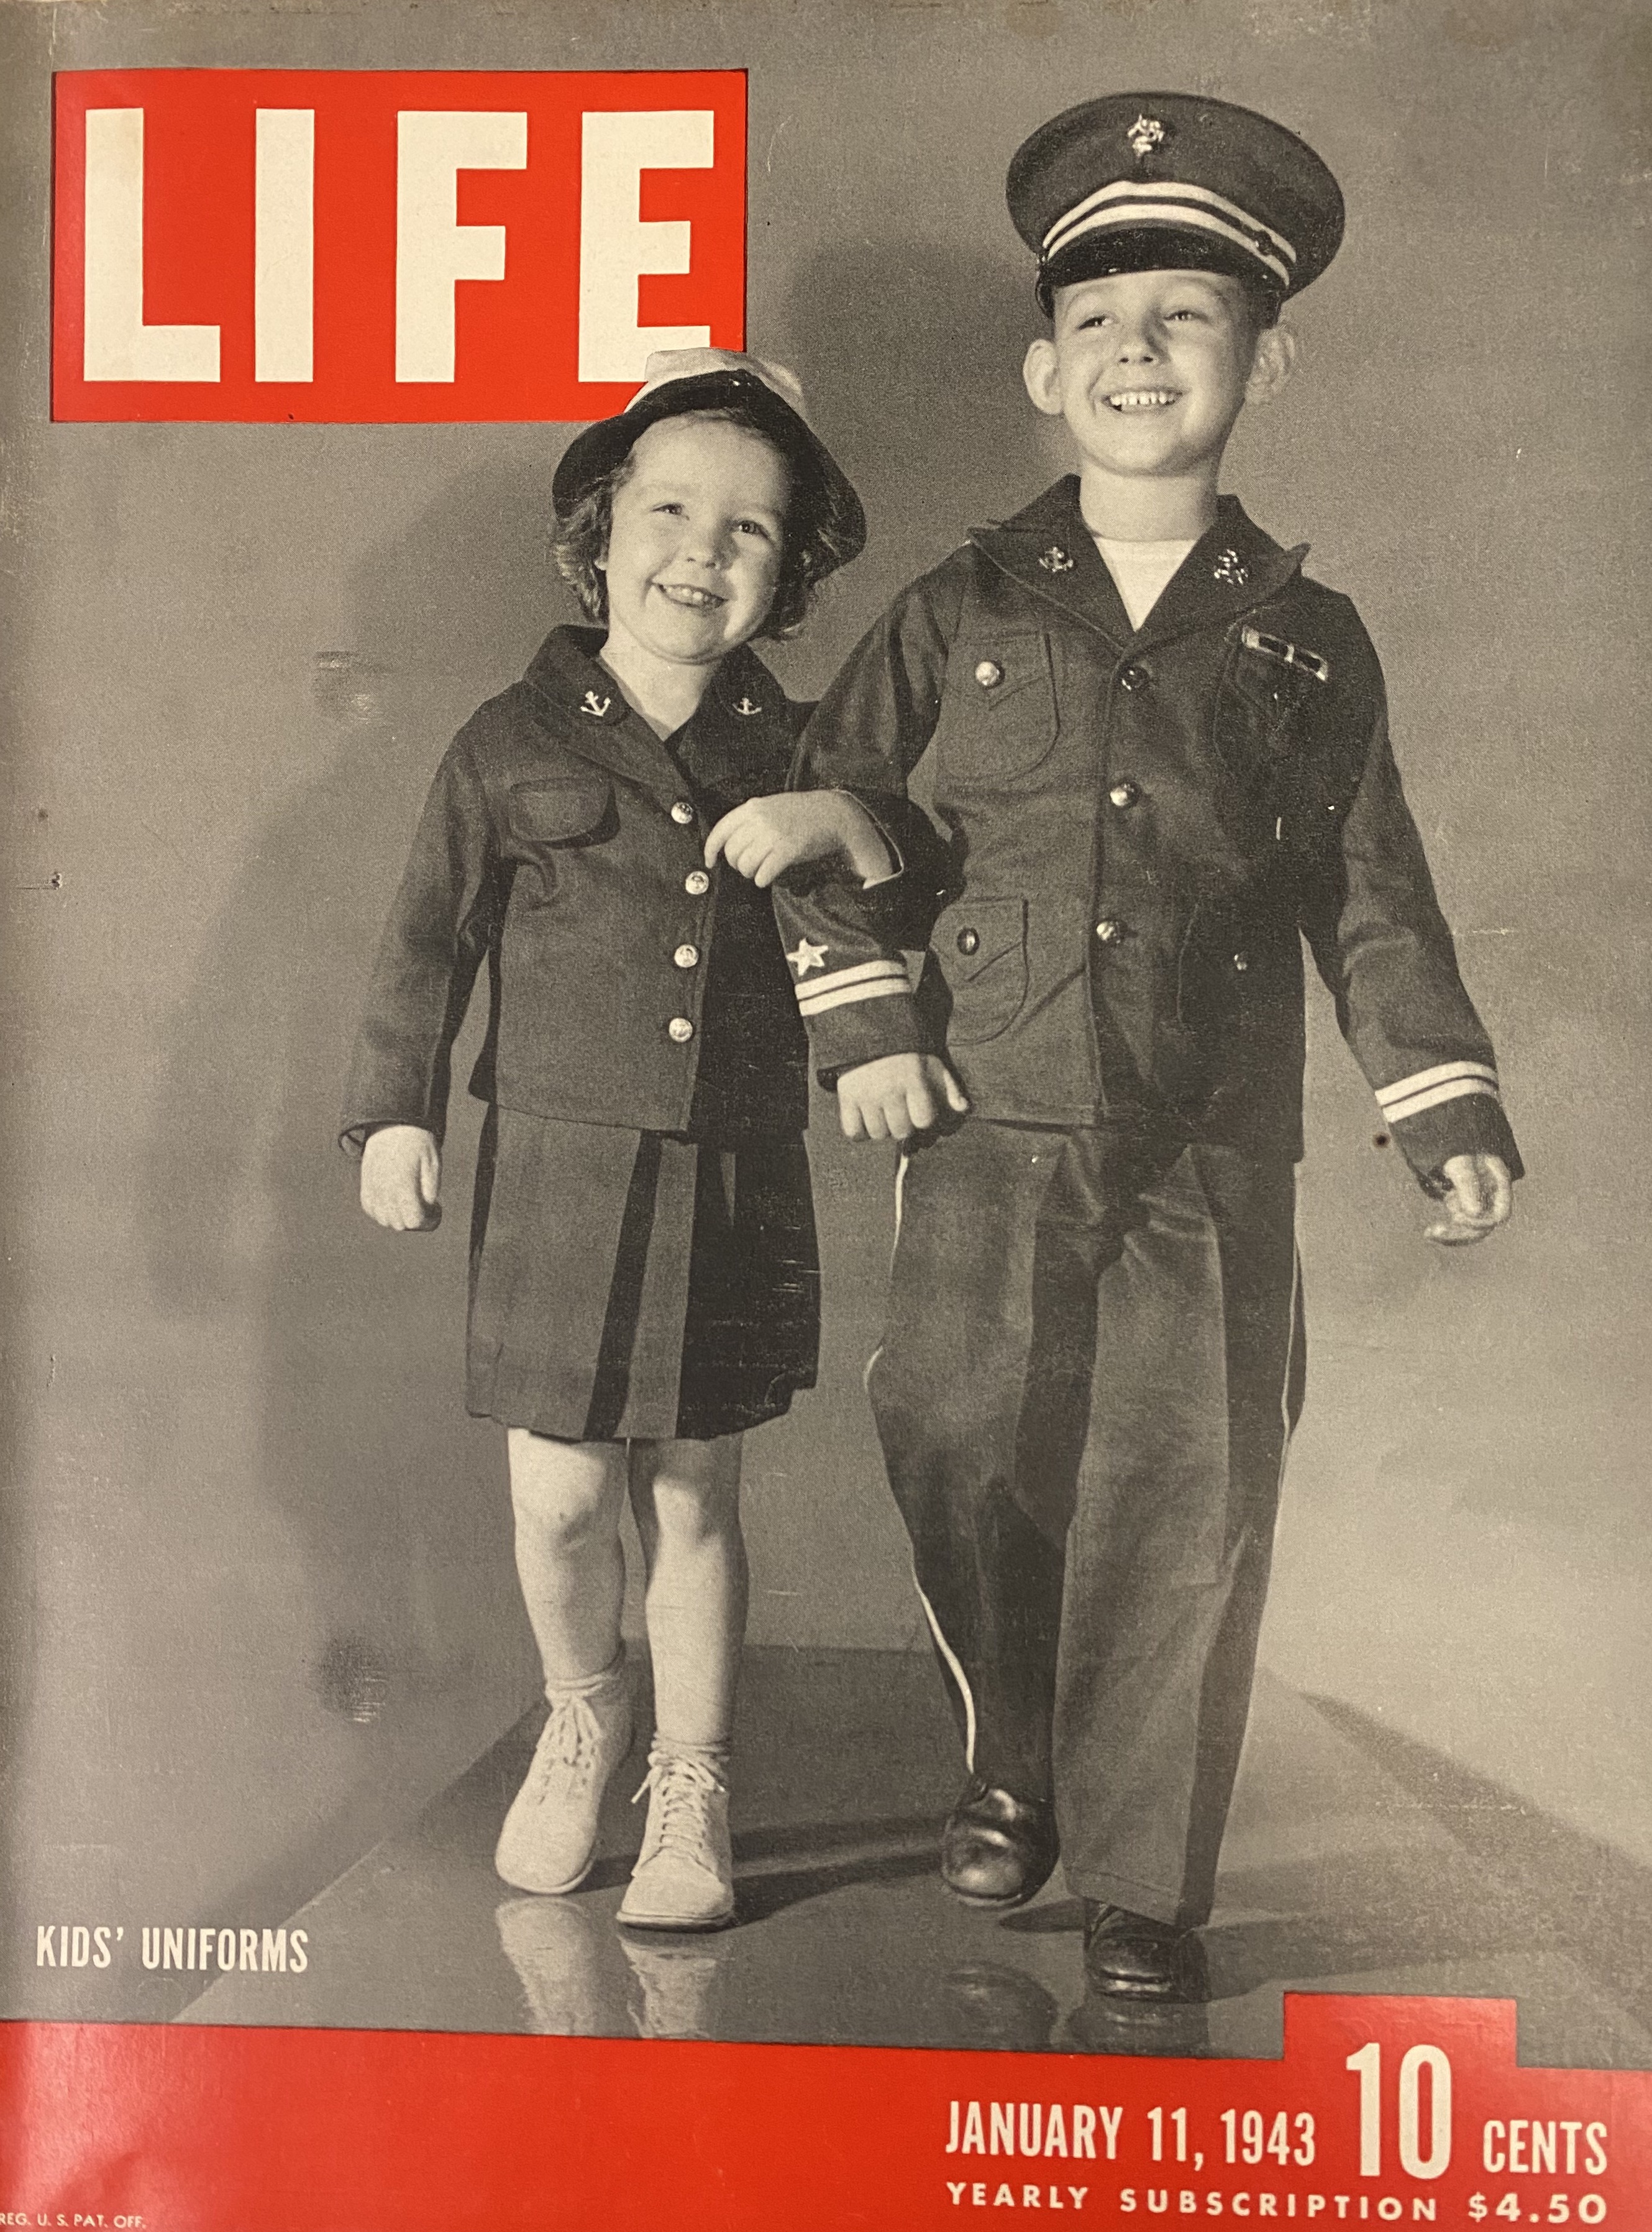 LIFE
KIDS' UNIFORMS
JANUARY 11, 1943 10 CENTS
YEARLY SUBSCRIPTION $4.50
REG. U. S. PAT. OFF.